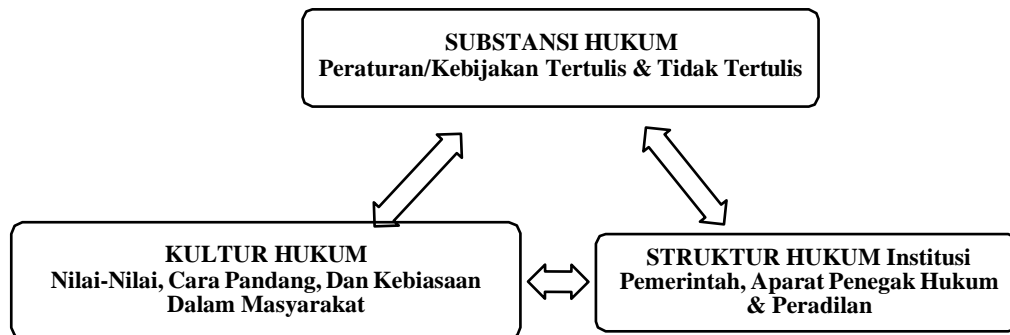 SUBSTANSI HUKUM
Peraturan/Kebijakan Tertulis & Tidak Tertulis
KULTUR HUKUM
Nilai-Nilai, Cara Pandang, Dan Kebiasaan
Dalam Masyarakat
STRUKTUR HUKUM Institusi
Pemerintah, Aparat Penegak Hukum
& Peradilan